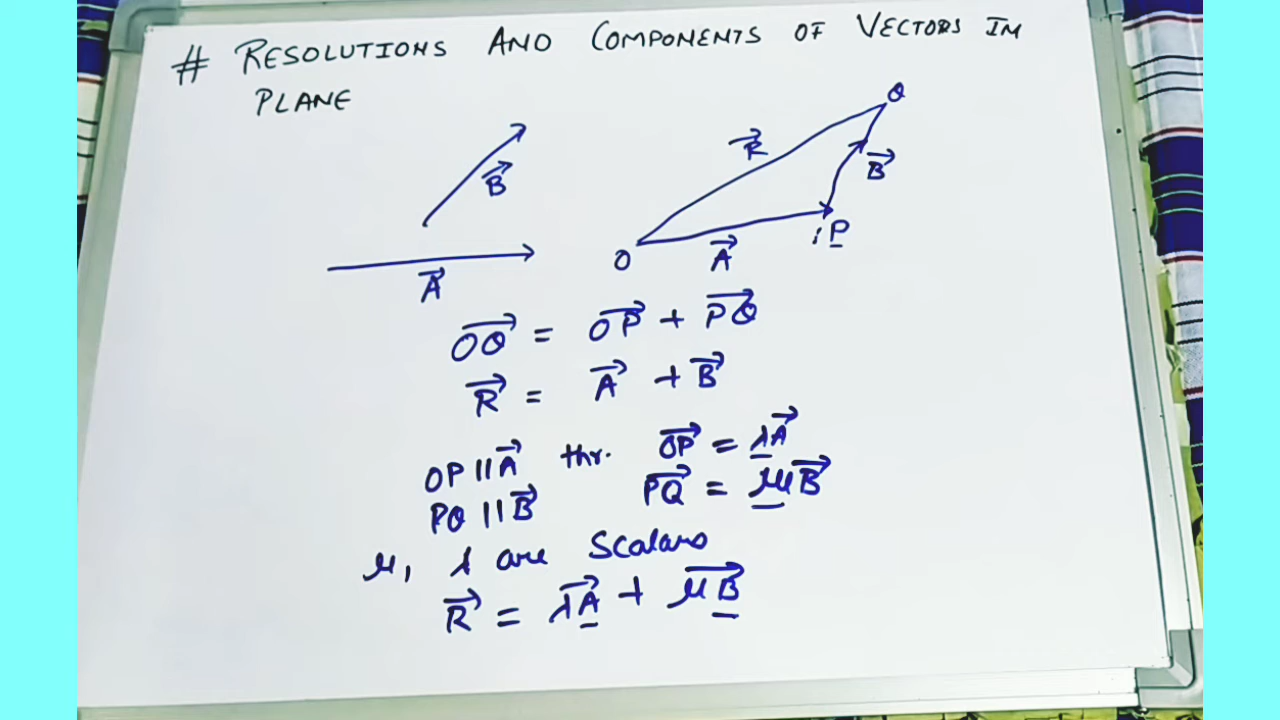 # RESOLUTIONS AND COMPONENTS OF VECTORS IN
PLANE
Q
R⃗
B⃗
B⃗
P
O
A⃗
A⃗
OQ⃗ = OP⃗ + PQ⃗
R⃗ = A⃗ + B⃗
OP || A⃗ thr. OP⃗ = λA⃗
PQ || B⃗ PQ⃗ = μB⃗
μ, λ are Scalars
R⃗ = λA⃗ + μB⃗